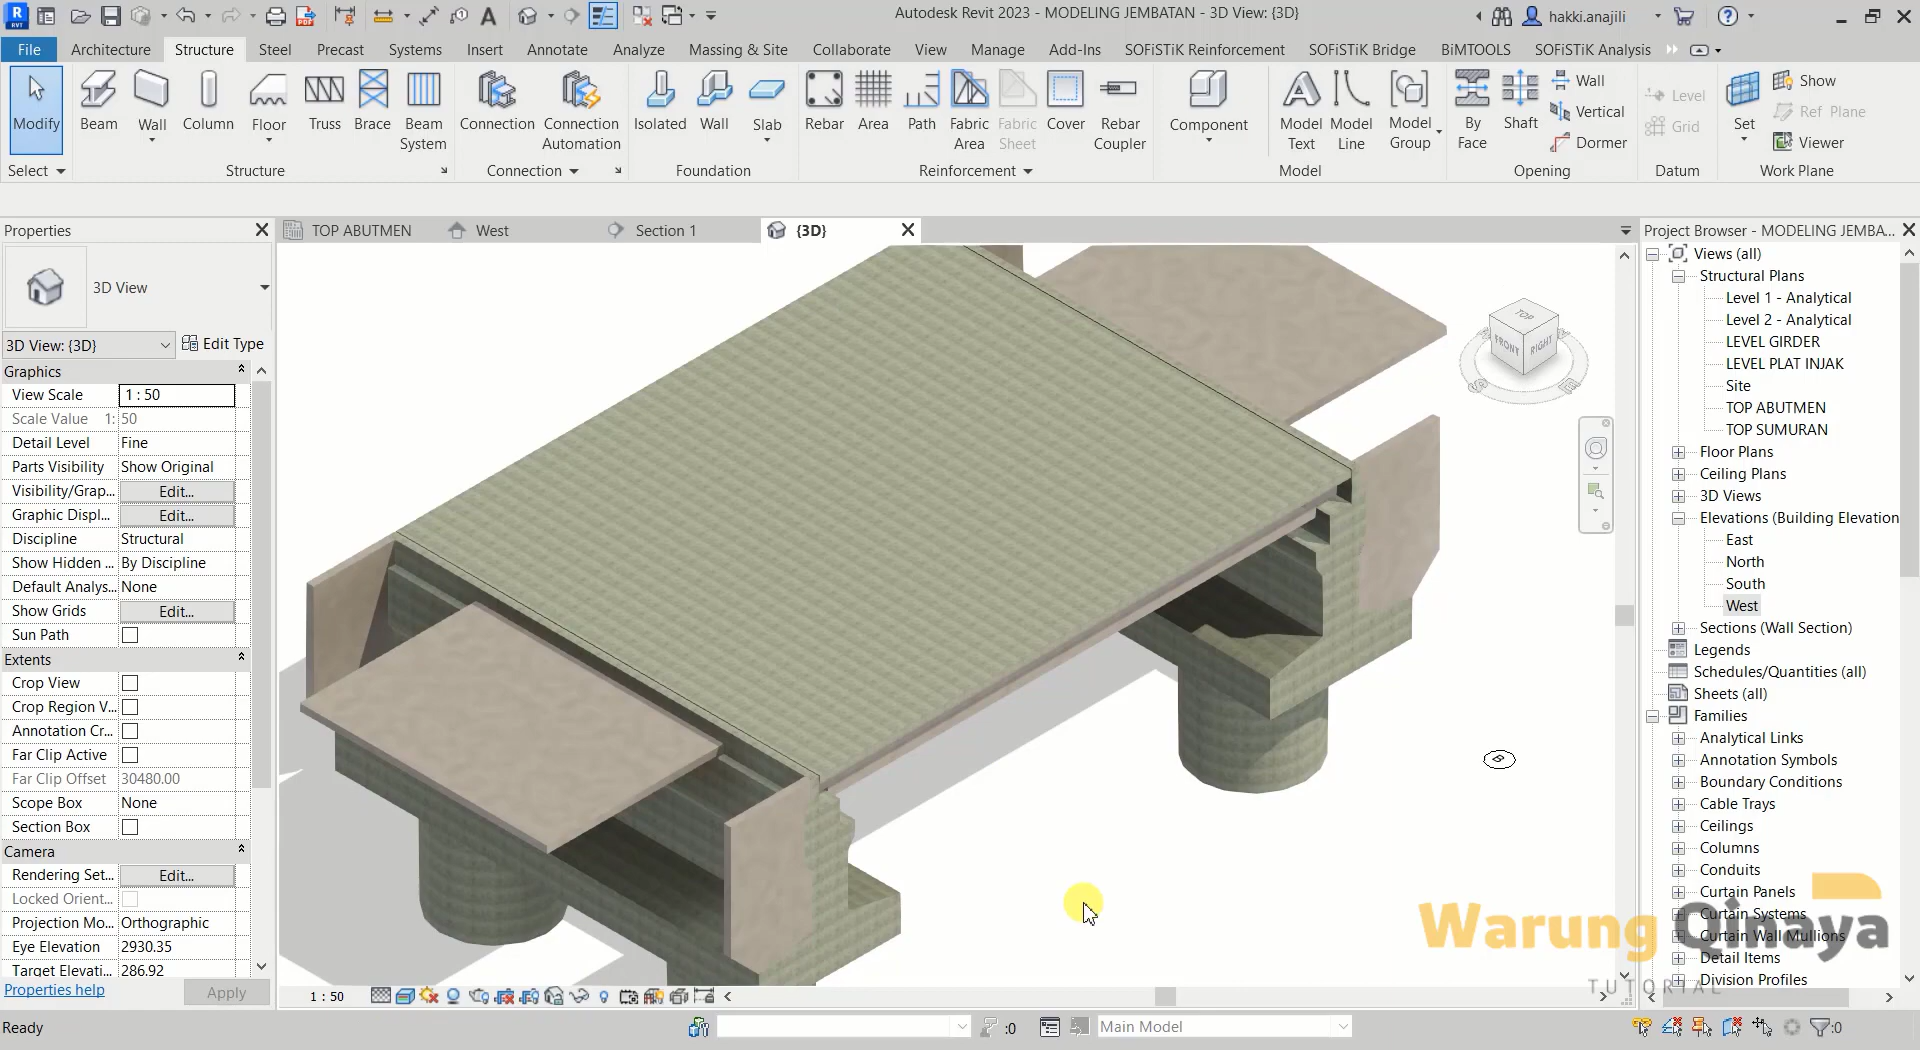 Autodesk Revit 2023 - MODELING JEMBATAN - 3D View: {3D}
hakki.anajili
File Architecture Structure Steel Precast Systems Insert Annotate Analyze Massing & Site Collaborate View Manage Add-Ins SOFiSTiK Reinforcement SOFiSTiK Bridge BiMTOOLS SOFiSTiK Analysis
Modify
Beam
Wall
Column
Floor
Truss
Brace
Beam
System
Connection
Connection
Automation
Isolated
Wall
Slab
Rebar
Area
Path
Fabric
Area
Fabric
Sheet
Cover
Rebar
Coupler
Component
Model
Text
Model
Line
Model
Group
By
Face
Shaft
Wall
Vertical
Dormer
Level
Grid
Set
Show
Ref Plane
Viewer
Select
Structure
Connection
Foundation
Reinforcement
Model
Opening
Datum
Work Plane
Properties
TOP ABUTMEN
West
Section 1
{3D}
Project Browser - MODELING JEMBA...
3D View
3D View: {3D}
Edit Type
Graphics
View Scale 1 : 50
Scale Value 1: 50
Detail Level Fine
Parts Visibility Show Original
Visibility/Grap... Edit...
Graphic Displ... Edit...
Discipline Structural
Show Hidden ... By Discipline
Default Analys... None
Show Grids Edit...
Sun Path
Extents
Crop View
Crop Region V...
Annotation Cr...
Far Clip Active
Far Clip Offset 30480.00
Scope Box None
Section Box
Camera
Rendering Set... Edit...
Locked Orient...
Projection Mo... Orthographic
Eye Elevation 2930.35
Target Elevati... 286.92
Properties help
Apply
TOP
FRONT
RIGHT
Views (all)
Structural Plans
Level 1 - Analytical
Level 2 - Analytical
LEVEL GIRDER
LEVEL PLAT INJAK
Site
TOP ABUTMEN
TOP SUMURAN
Floor Plans
Ceiling Plans
3D Views
Elevations (Building Elevation
East
North
South
West
Sections (Wall Section)
Legends
Schedules/Quantities (all)
Sheets (all)
Families
Analytical Links
Annotation Symbols
Boundary Conditions
Cable Trays
Ceilings
Columns
Conduits
Curtain Panels
Curtain Systems
Curtain Wall Mullions
Detail Items
Division Profiles
Warung Qinaya
TUTORIAL
1 : 50
Ready
:0
Main Model
:0